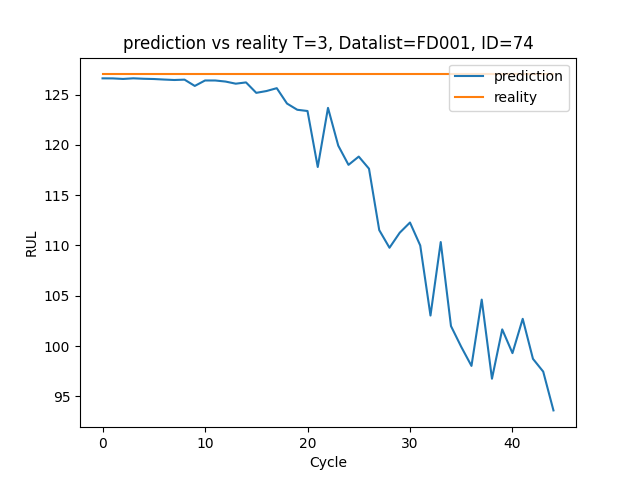 prediction vs reality T=3, Datalist=FD001, ID=74
prediction
reality
125
120
115
110
105
100
95
RUL
0 10 20 30 40
Cycle